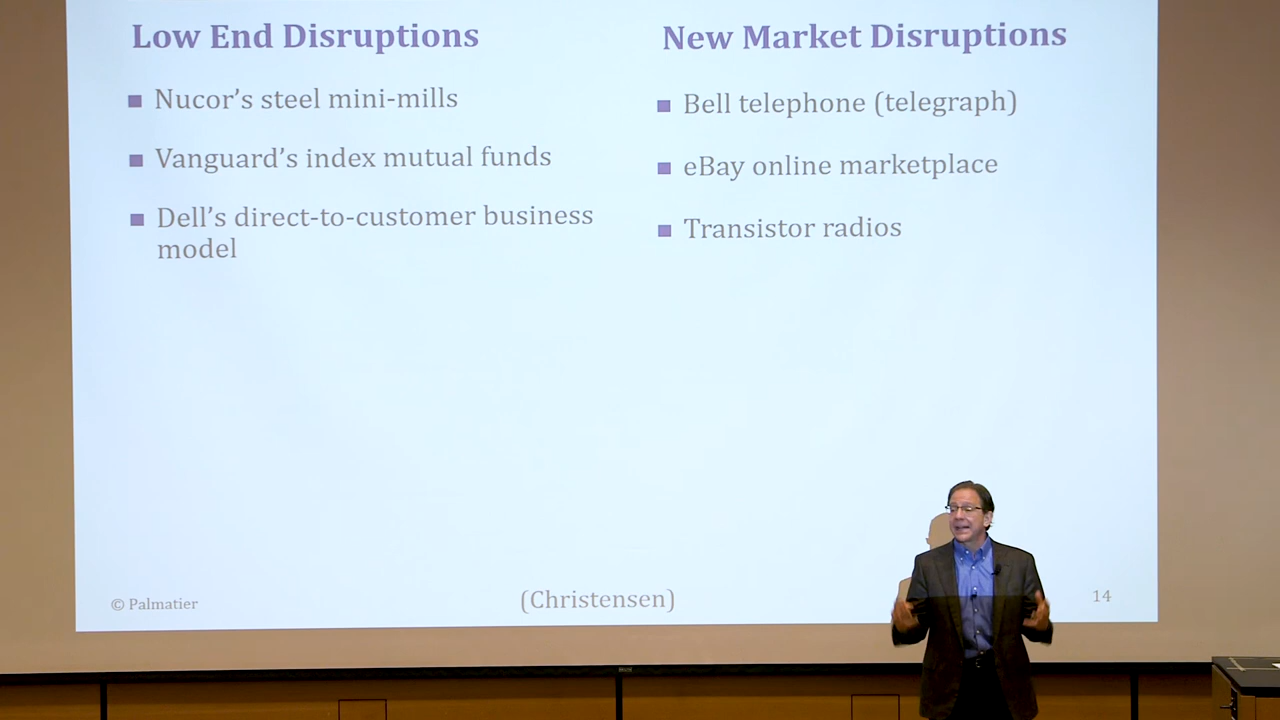 Low End Disruptions
Nucor's steel mini-mills
Vanguard's index mutual funds
Dell's direct-to-customer business
model
New Market Disruptions
Bell telephone (telegraph)
eBay online marketplace
Transistor radios
© Palmatier
(Christensen)
14